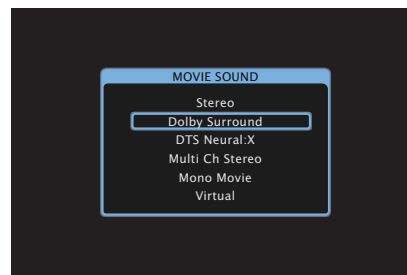 MOVIE SOUND
Stereo
Dolby Surround
DTS Neural:X
Multi Ch Stereo
Mono Movie
Virtual